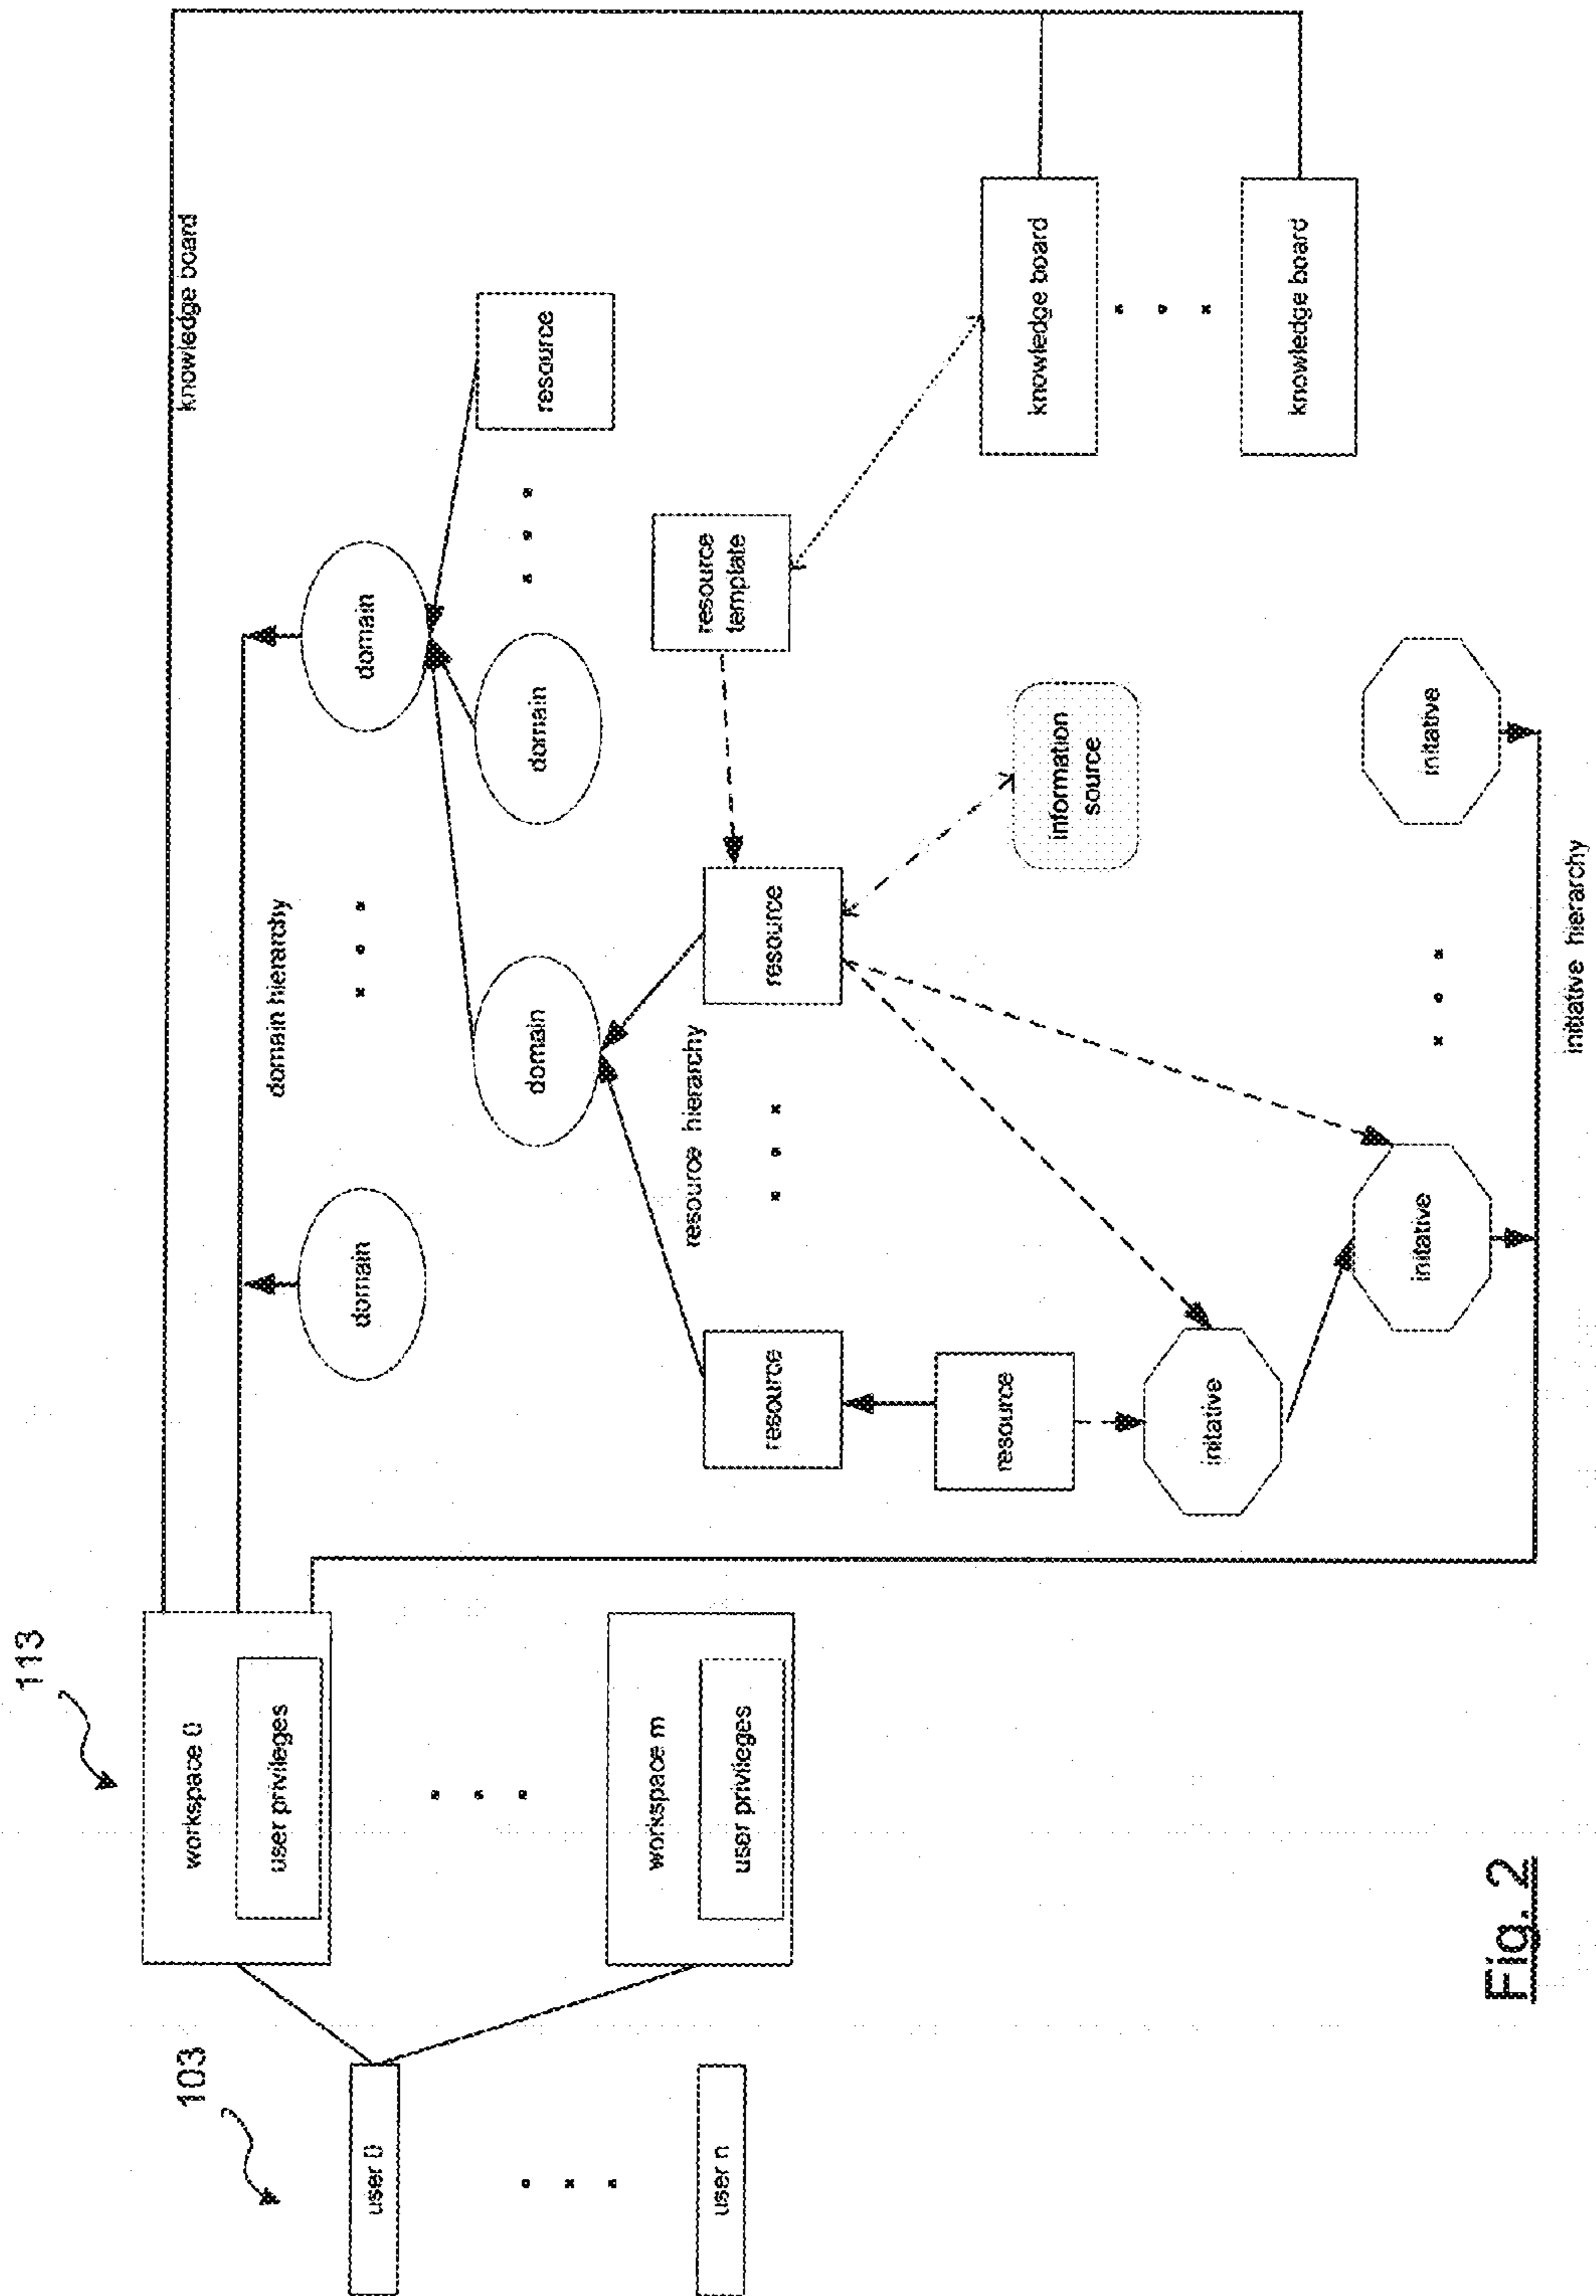 113
103
workspace 0
knowledge board
user privileges
domain hierarchy
user 0
domain
domain
domain
domain
resource
workspace m
user privileges
resource hierarchy
user n
resource
template
resource
resource
resource
information
source
knowledge board
initative
knowledge board
initative
initative
Fig. 2
initiative hierarchy